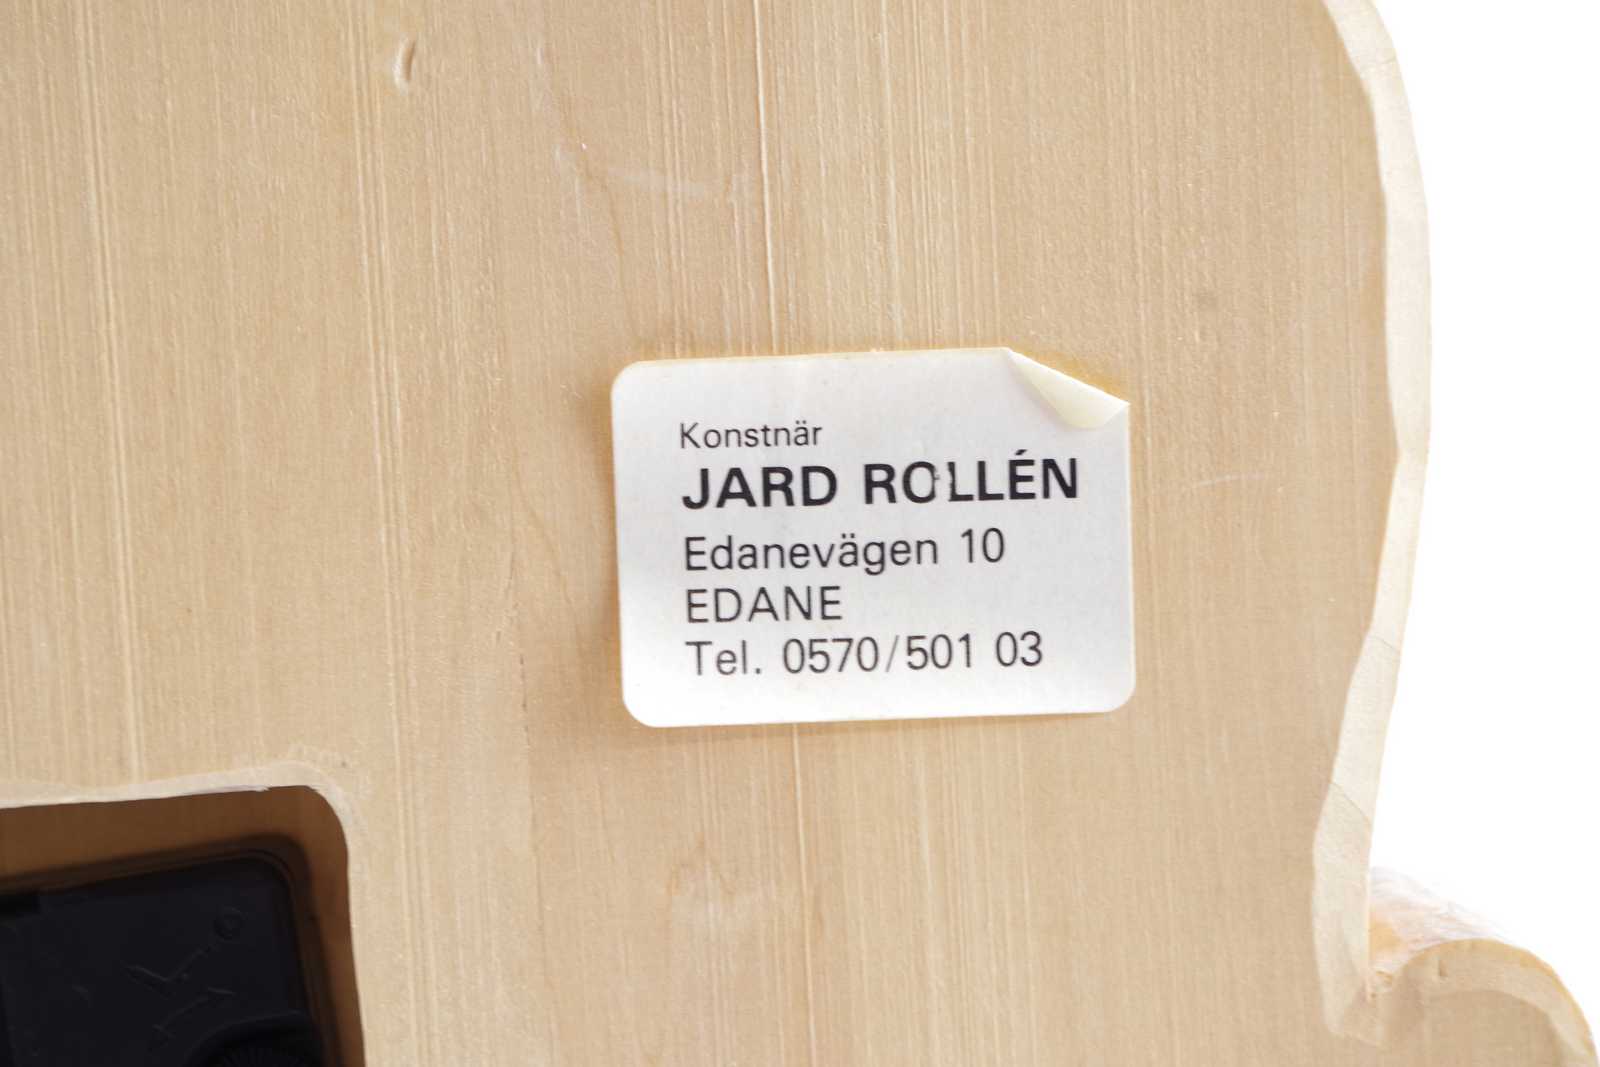 Konstnär
JARD ROLLÉN
Edanevägen 10
EDANE
Tel. 0570/501 03